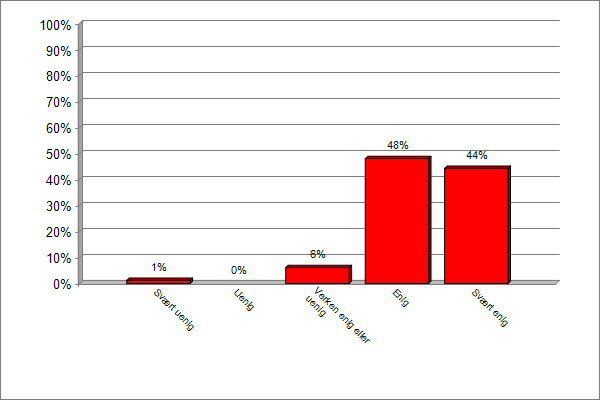 100%
90%
80%
70%
60%
50%
40%
30%
20%
10%
0%
1%
0%
6%
48%
44%
Svært uenig
Uenig
Verken enig eller
uenig
Enig
Svært enig